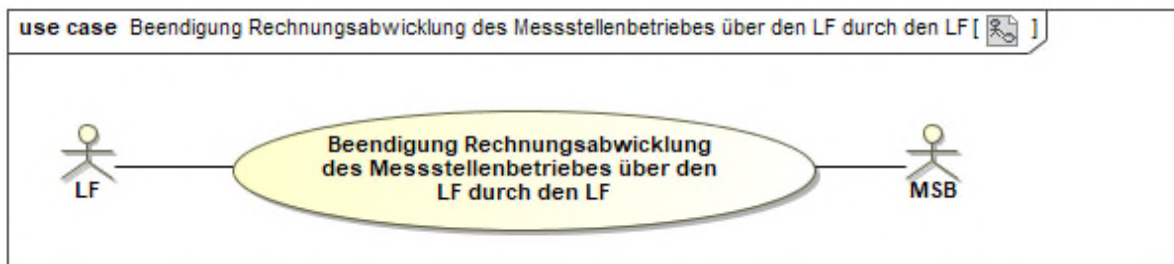 use case Beendigung Rechnungsabwicklung des Messstellenbetriebes über den LF durch den LF [ ]
Beendigung Rechnungsabwicklung
des Messstellenbetriebes über den
LF durch den LF
LF
MSB